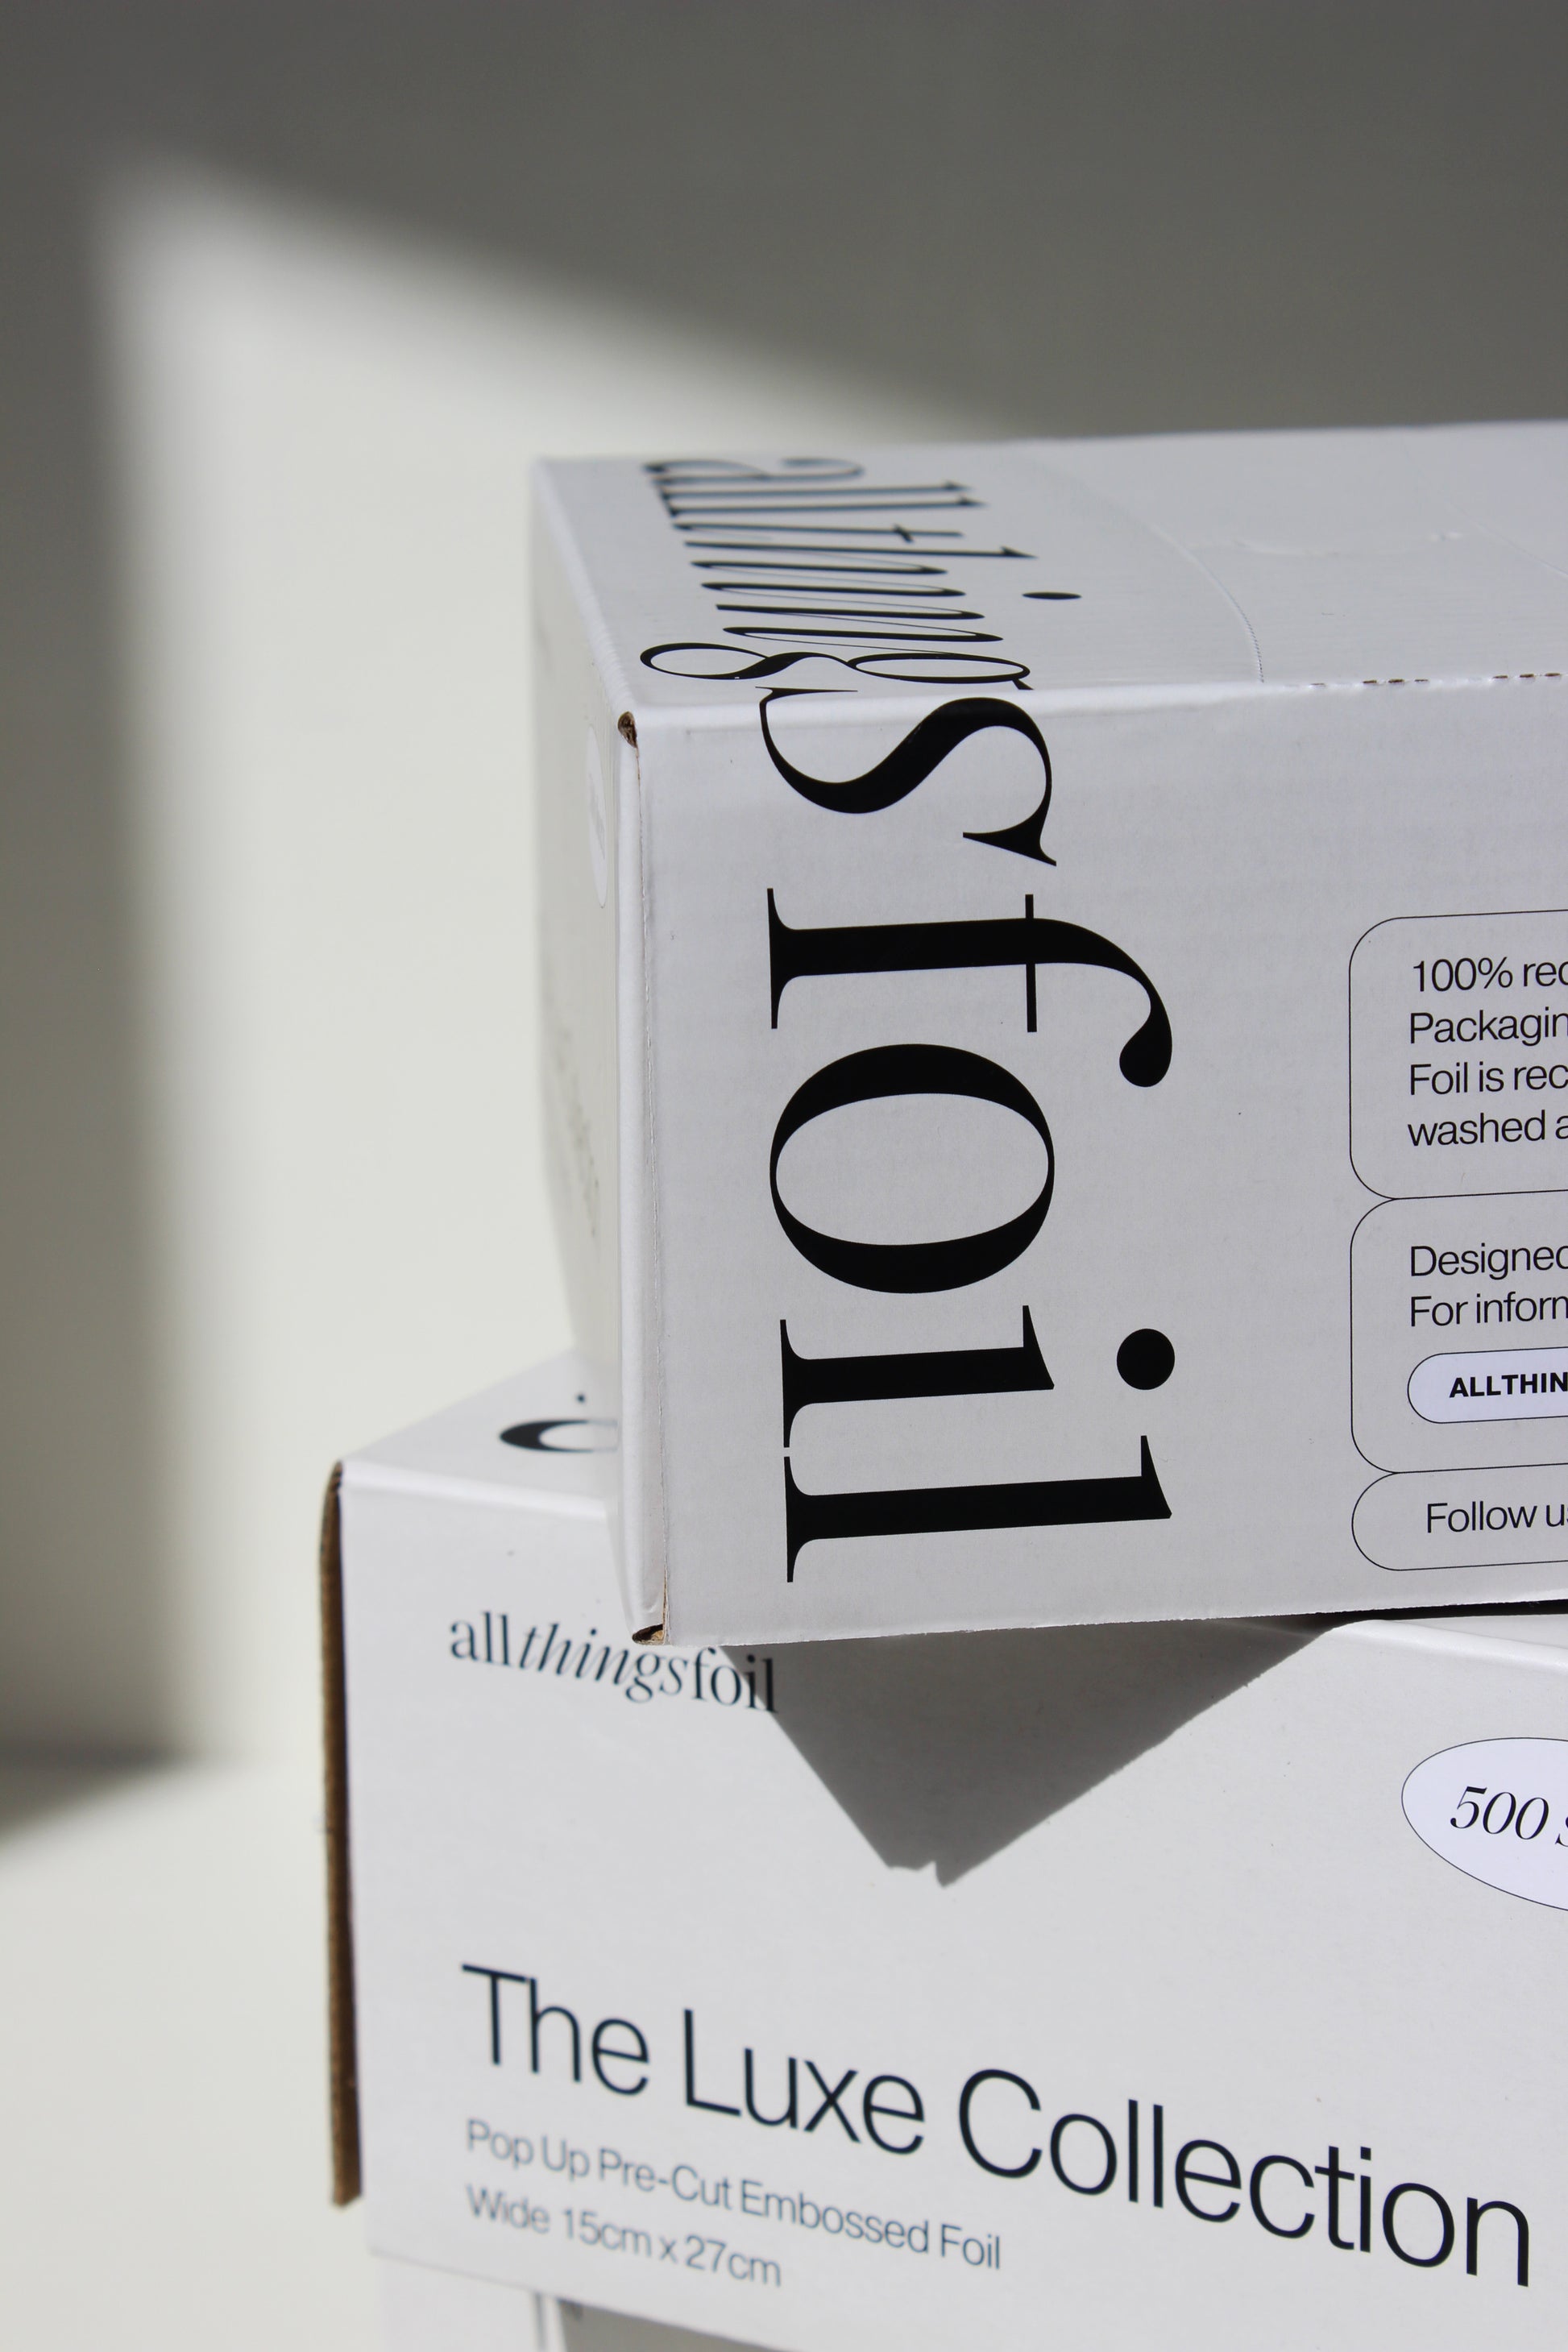 allthingsfoil
100%
Packagin
Foil is rec
washed a
Designed
For inform
ALLTHIN
Follow us
allthingsfoil
500 s
The Luxe Collection
Pop Up Pre-Cut Embossed Foil
Wide 15cm x 27cm